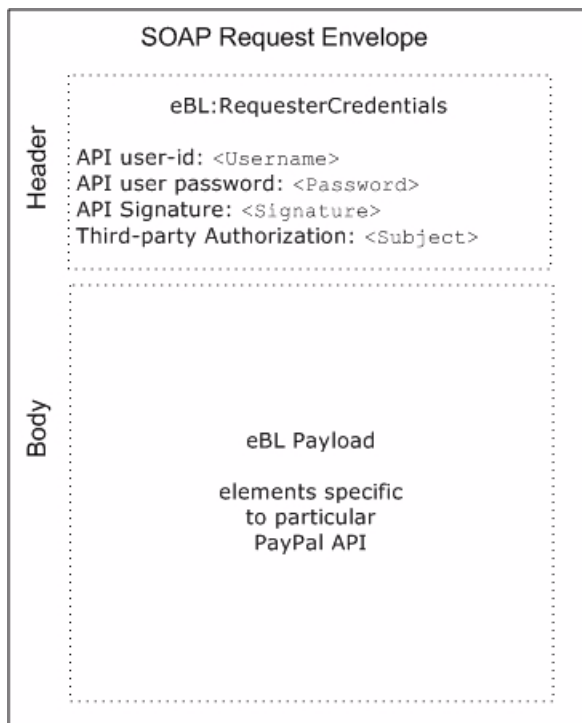 SOAP Request Envelope
Header
eBL:RequesterCredentials
API user-id: <Username>
API user password: <Password>
API Signature: <Signature>
Third-party Authorization: <Subject>
Body
eBL Payload
elements specific
to particular
PayPal API